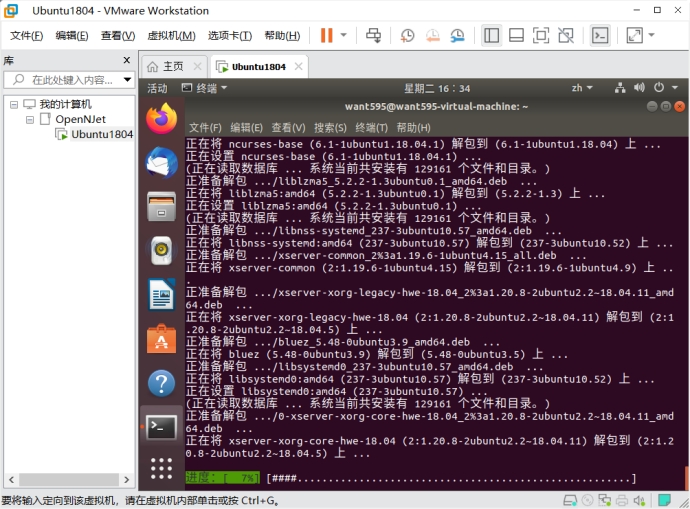 Ubuntu1804 - VMware Workstation
文件(F) 编辑(E) 查看(V) 虚拟机(M) 选项卡(T) 帮助(H)
库
在此处键入内容...
我的计算机
OpenNJet
Ubuntu1804
主页
Ubuntu1804
活动 终端 星期二 16：34 zh
want595@want595-virtual-machine: ~
文件(F) 编辑(E) 查看(V) 搜索(S) 终端(T) 帮助(H)
正在将 ncurses-base (6.1-1ubuntu1.18.04.1) 解包到 (6.1-1ubuntu1.18.04) 上 ...
正在设置 ncurses-base (6.1-1ubuntu1.18.04.1) ...
(正在读取数据库 ... 系统当前共安装有 129161 个文件和目录。)
正准备解包 .../liblzma5_5.2.2-1.3ubuntu0.1_amd64.deb ...
正在将 liblzma5:amd64 (5.2.2-1.3ubuntu0.1) 解包到 (5.2.2-1.3) 上 ...
正在设置 liblzma5:amd64 (5.2.2-1.3ubuntu0.1) ...
(正在读取数据库 ... 系统当前共安装有 129161 个文件和目录。)
正准备解包 .../libnss-systemd_237-3ubuntu10.57_amd64.deb ...
正在将 libnss-systemd:amd64 (237-3ubuntu10.57) 解包到 (237-3ubuntu10.52) 上 ...
正准备解包 .../xserver-common_2%3a1.19.6-1ubuntu4.15_all.deb ...
正在将 xserver-common (2:1.19.6-1ubuntu4.15) 解包到 (2:1.19.6-1ubuntu4.9) 上 ..
.
正准备解包 .../xserver-xorg-legacy-hwe-18.04_2%3a1.20.8-2ubuntu2.2~18.04.11_amd
64.deb ...
正在将 xserver-xorg-legacy-hwe-18.04 (2:1.20.8-2ubuntu2.2~18.04.11) 解包到 (2:1
.20.8-2ubuntu2.2~18.04.5) 上 ...
正准备解包 .../bluez_5.48-0ubuntu3.9_amd64.deb ...
正在将 bluez (5.48-0ubuntu3.9) 解包到 (5.48-0ubuntu3.5) 上 ...
正准备解包 .../libsystemd0_237-3ubuntu10.57_amd64.deb ...
正在将 libsystemd0:amd64 (237-3ubuntu10.57) 解包到 (237-3ubuntu10.52) 上 ...
正在设置 libsystemd0:amd64 (237-3ubuntu10.57) ...
(正在读取数据库 ... 系统当前共安装有 129161 个文件和目录。)
正准备解包 .../0-xserver-xorg-core-hwe-18.04_2%3a1.20.8-2ubuntu2.2~18.04.11_amd
64.deb ...
正在将 xserver-xorg-core-hwe-18.04 (2:1.20.8-2ubuntu2.2~18.04.11) 解包到 (2:1.2
0.8-2ubuntu2.2~18.04.5) 上 ...
进度：[  7%] [####........................................................]
要将输入定向到该虚拟机，请在虚拟机内部单击或按 Ctrl+G。